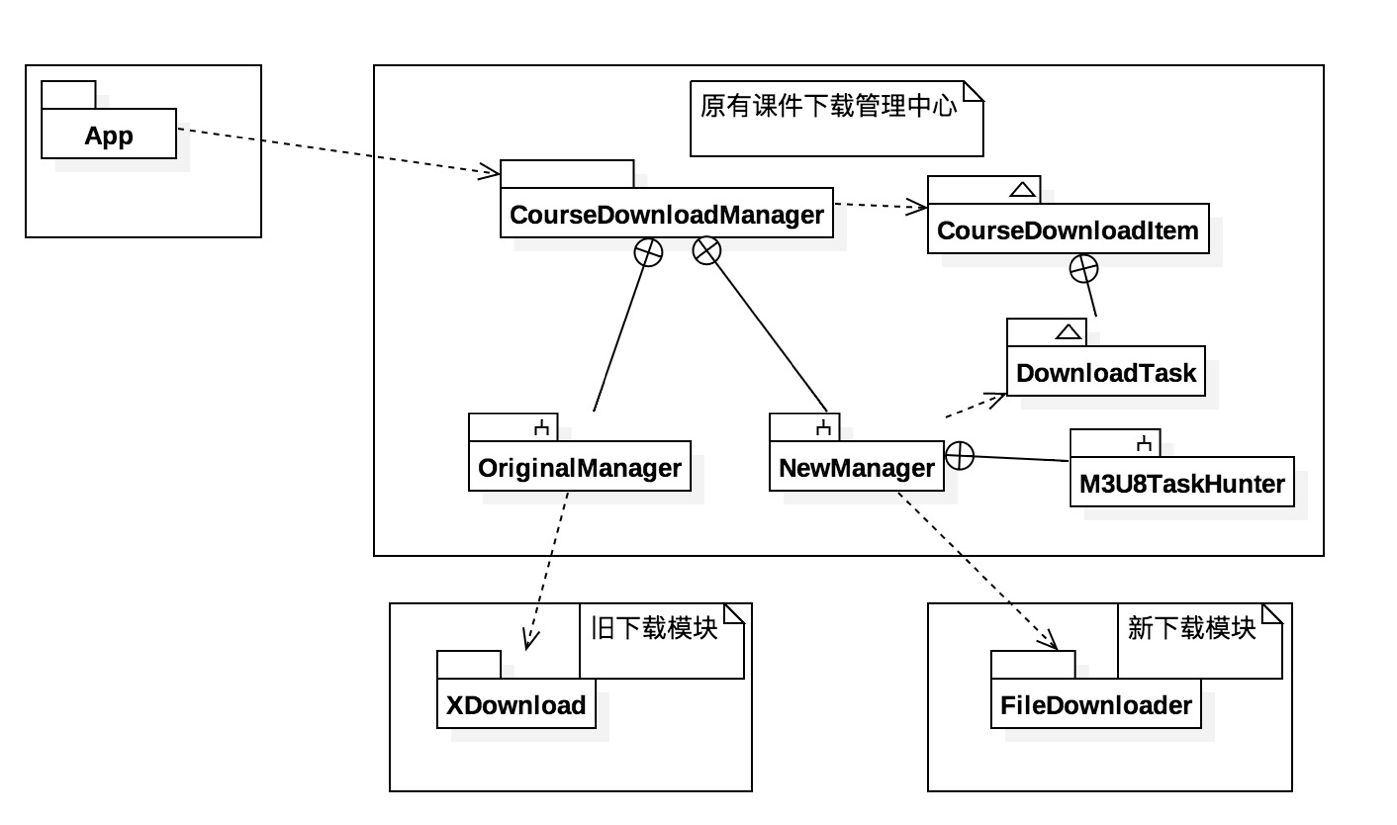 原有课件下载管理中心
App
CourseDownloadManager
CourseDownloadItem
DownloadTask
OriginalManager
NewManager
M3U8TaskHunter
旧下载模块
新下载模块
XDownload
FileDownloader